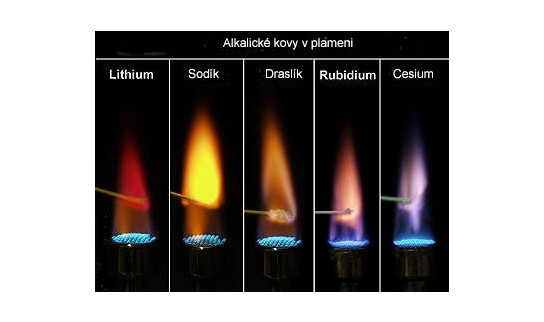 Alkalické kovy v plameni
Lithium
Sodík
Draslík
Rubidium
Cesium